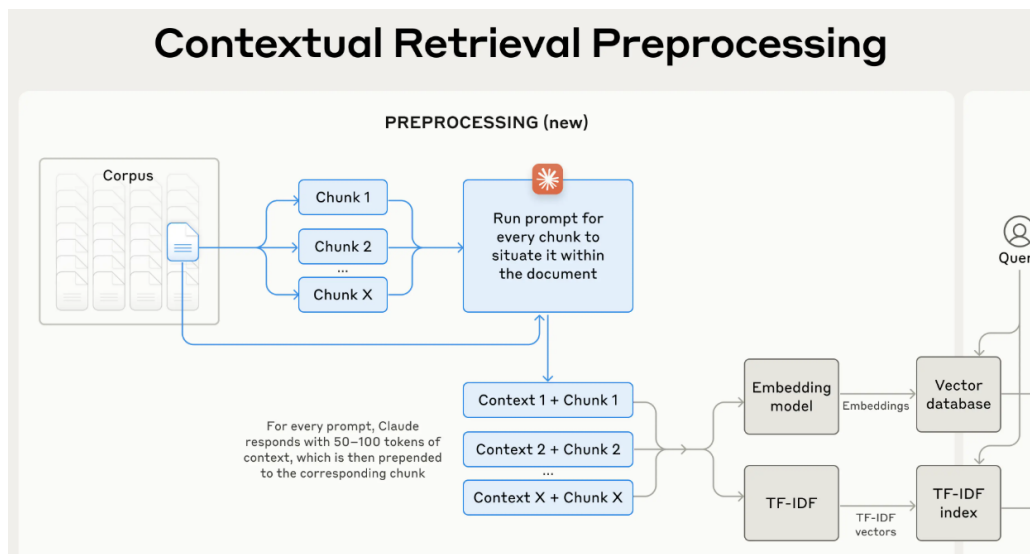 Contextual Retrieval Preprocessing
PREPROCESSING (new)
Corpus
Chunk 1
Chunk 2
...
Chunk X
Run prompt for
every chunk to
situate it within
the document
For every prompt, Claude
responds with 50–100 tokens of
context, which is then prepended
to the corresponding chunk
Context 1 + Chunk 1
Context 2 + Chunk 2
...
Context X + Chunk X
Embedding
model
Embeddings
Vector
database
TF-IDF
TF-IDF
vectors
TF-IDF
index
Quer